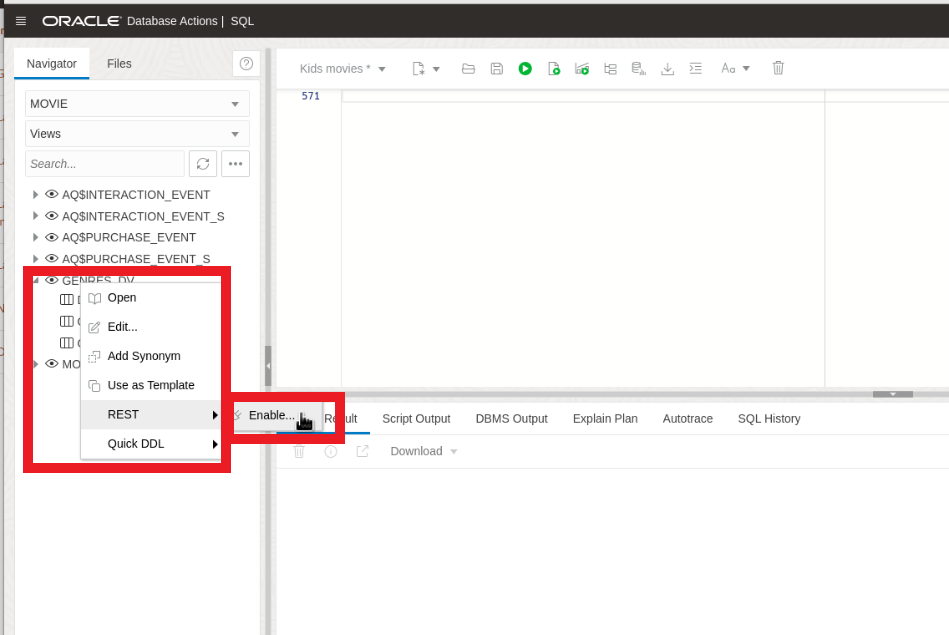 ORACLE Database Actions | SQL
Navigator Files
MOVIE
Views
Search...
AQ$INTERACTION_EVENT
AQ$INTERACTION_EVENT_S
AQ$PURCHASE_EVENT
AQ$PURCHASE_EVENT_S
GENRES_DV
MO
Open
Edit...
Add Synonym
Use as Template
REST
Quick DDL
Enable...
Kids movies * Aa
571
Result Script Output DBMS Output Explain Plan Autotrace SQL History
Download